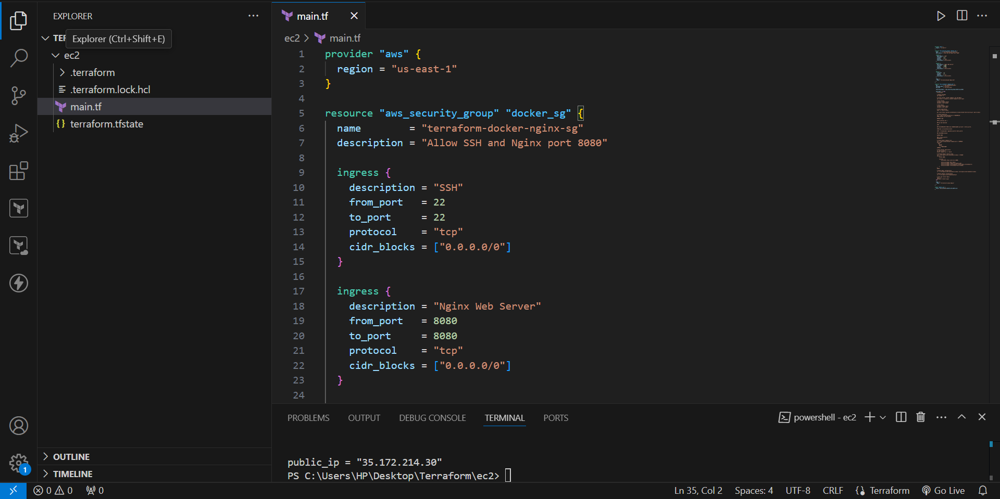 EXPLORER
TER
Explorer (Ctrl+Shift+E)
ec2
.terraform
.terraform.lock.hcl
main.tf
terraform.tfstate
OUTLINE
TIMELINE
main.tf
ec2 > main.tf
1 provider "aws" {
2   region = "us-east-1"
3 }
4
5 resource "aws_security_group" "docker_sg" {
6   name        = "terraform-docker-nginx-sg"
7   description = "Allow SSH and Nginx port 8080"
8
9   ingress {
10     description = "SSH"
11     from_port   = 22
12     to_port     = 22
13     protocol    = "tcp"
14     cidr_blocks = ["0.0.0.0/0"]
15   }
16
17   ingress {
18     description = "Nginx Web Server"
19     from_port   = 8080
20     to_port     = 8080
21     protocol    = "tcp"
22     cidr_blocks = ["0.0.0.0/0"]
23   }
24
PROBLEMS OUTPUT DEBUG CONSOLE TERMINAL PORTS
powershell - ec2
public_ip = "35.172.214.30"
PS C:\Users\HP\Desktop\Terraform\ec2>
1
0 0 0
Ln 35, Col 2 Spaces: 4 UTF-8 CRLF {} Terraform Go Live